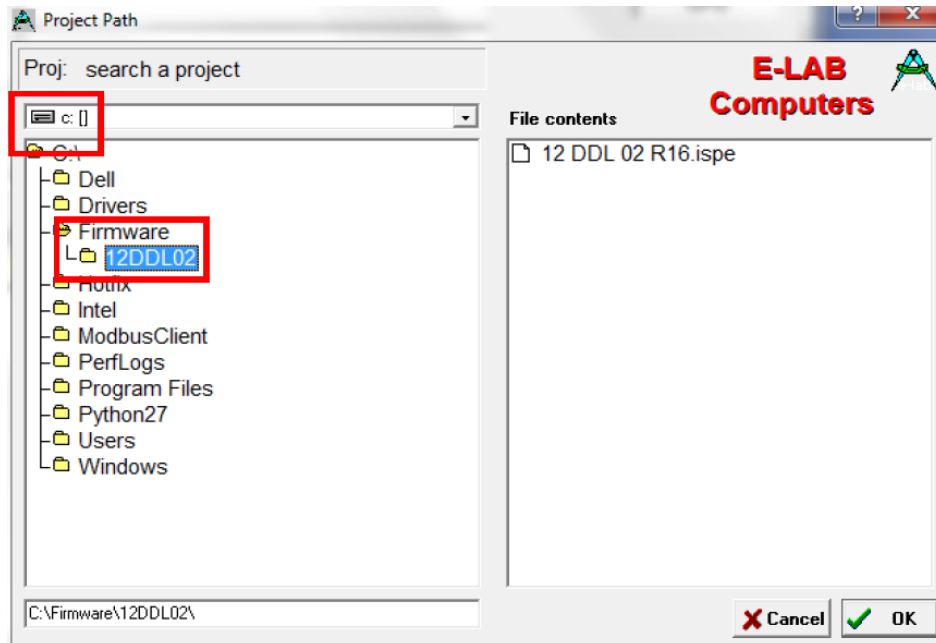 Project Path
Proj: search a project
E-LAB
Computers
c: []
File contents
C:\
Dell
Drivers
Firmware
12DDL02
Hotfix
Intel
ModbusClient
PerfLogs
Program Files
Python27
Users
Windows
12 DDL 02 R16.ispe
C:\Firmware\12DDL02\
Cancel
OK